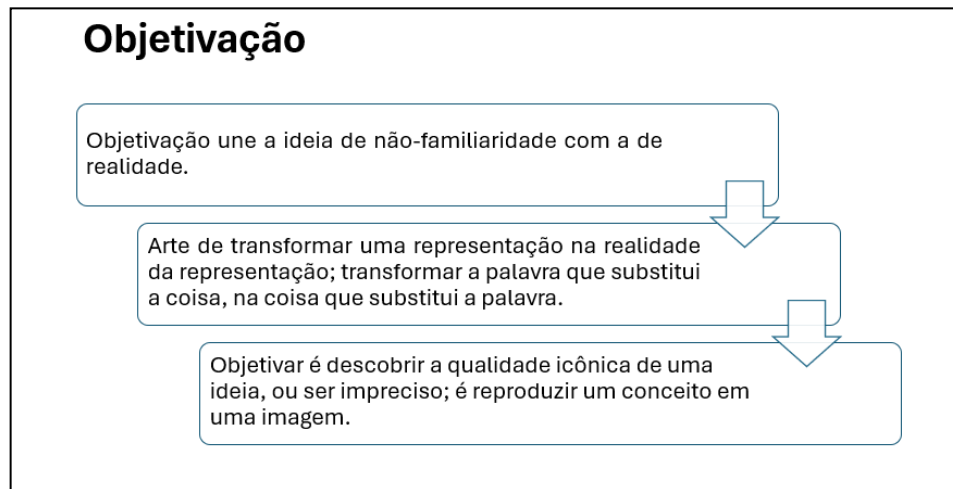 Objetivação
Objetivação une a ideia de não-familiaridade com a de
realidade.
Arte de transformar uma representação na realidade
da representação; transformar a palavra que substitui
a coisa, na coisa que substitui a palavra.
Objetivar é descobrir a qualidade icônica de uma
ideia, ou ser impreciso; é reproduzir um conceito em
uma imagem.